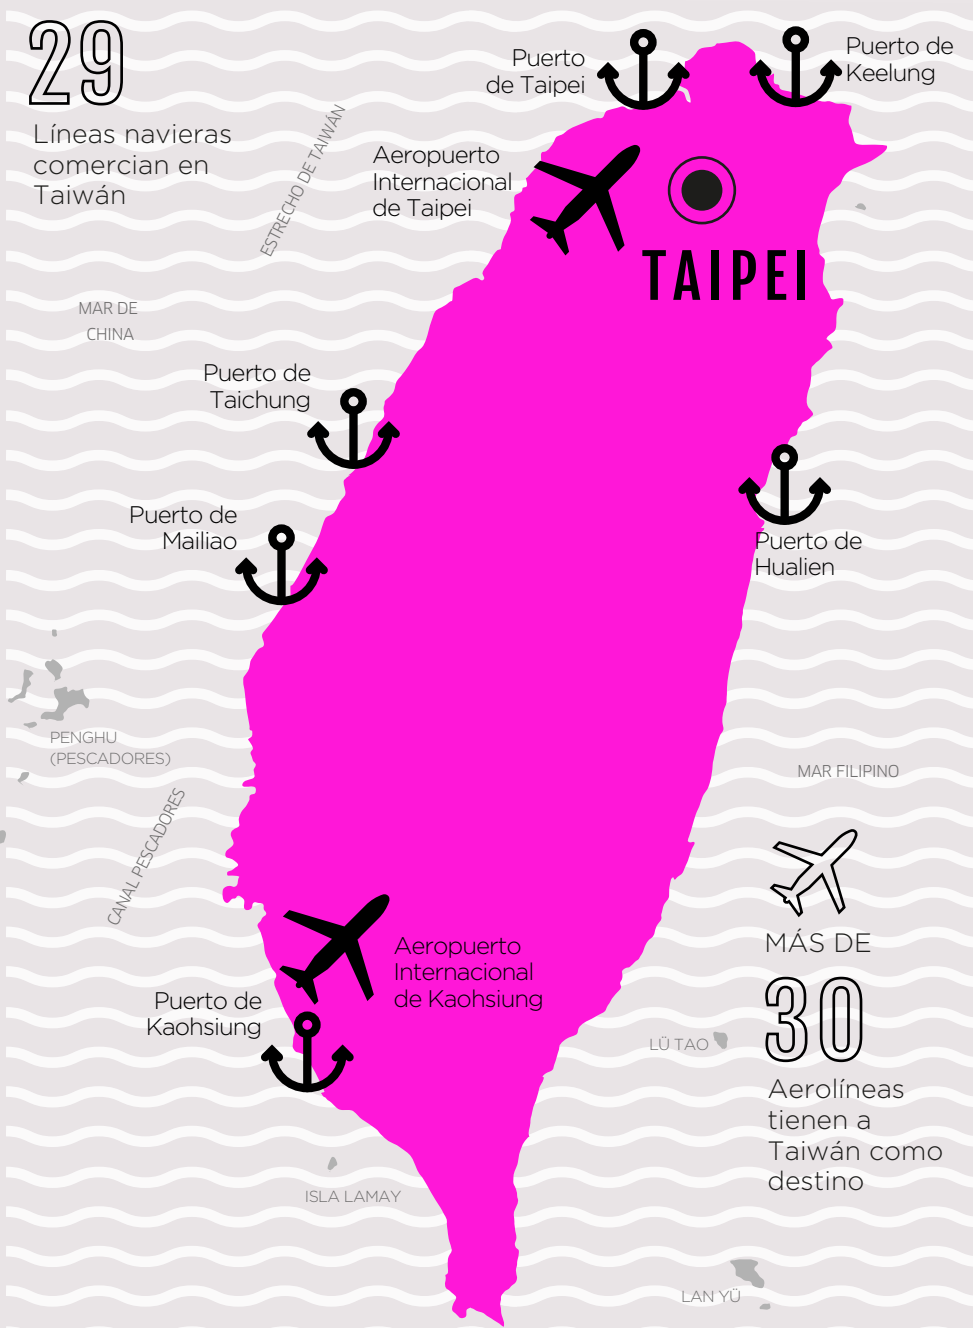 29
Líneas navieras
comercian en
Taiwán
Puerto
de Taipei
Puerto de
Keelung
ESTRECHO DE TAIWÁN
Aeropuerto
Internacional
de Taipei
TAIPEI
MAR DE
CHINA
Puerto de
Taichung
Puerto de
Mailiao
Puerto de
Hualien
PENGHU
(PESCADORES)
MAR FILIPINO
CANAL PESCADORES
Aeropuerto
Internacional
de Kaohsiung
Puerto de
Kaohsiung
MÁS DE
30
Aerolíneas
tienen a
Taiwán como
destino
LÜ TAO
ISLA LAMAY
LAN YÜ